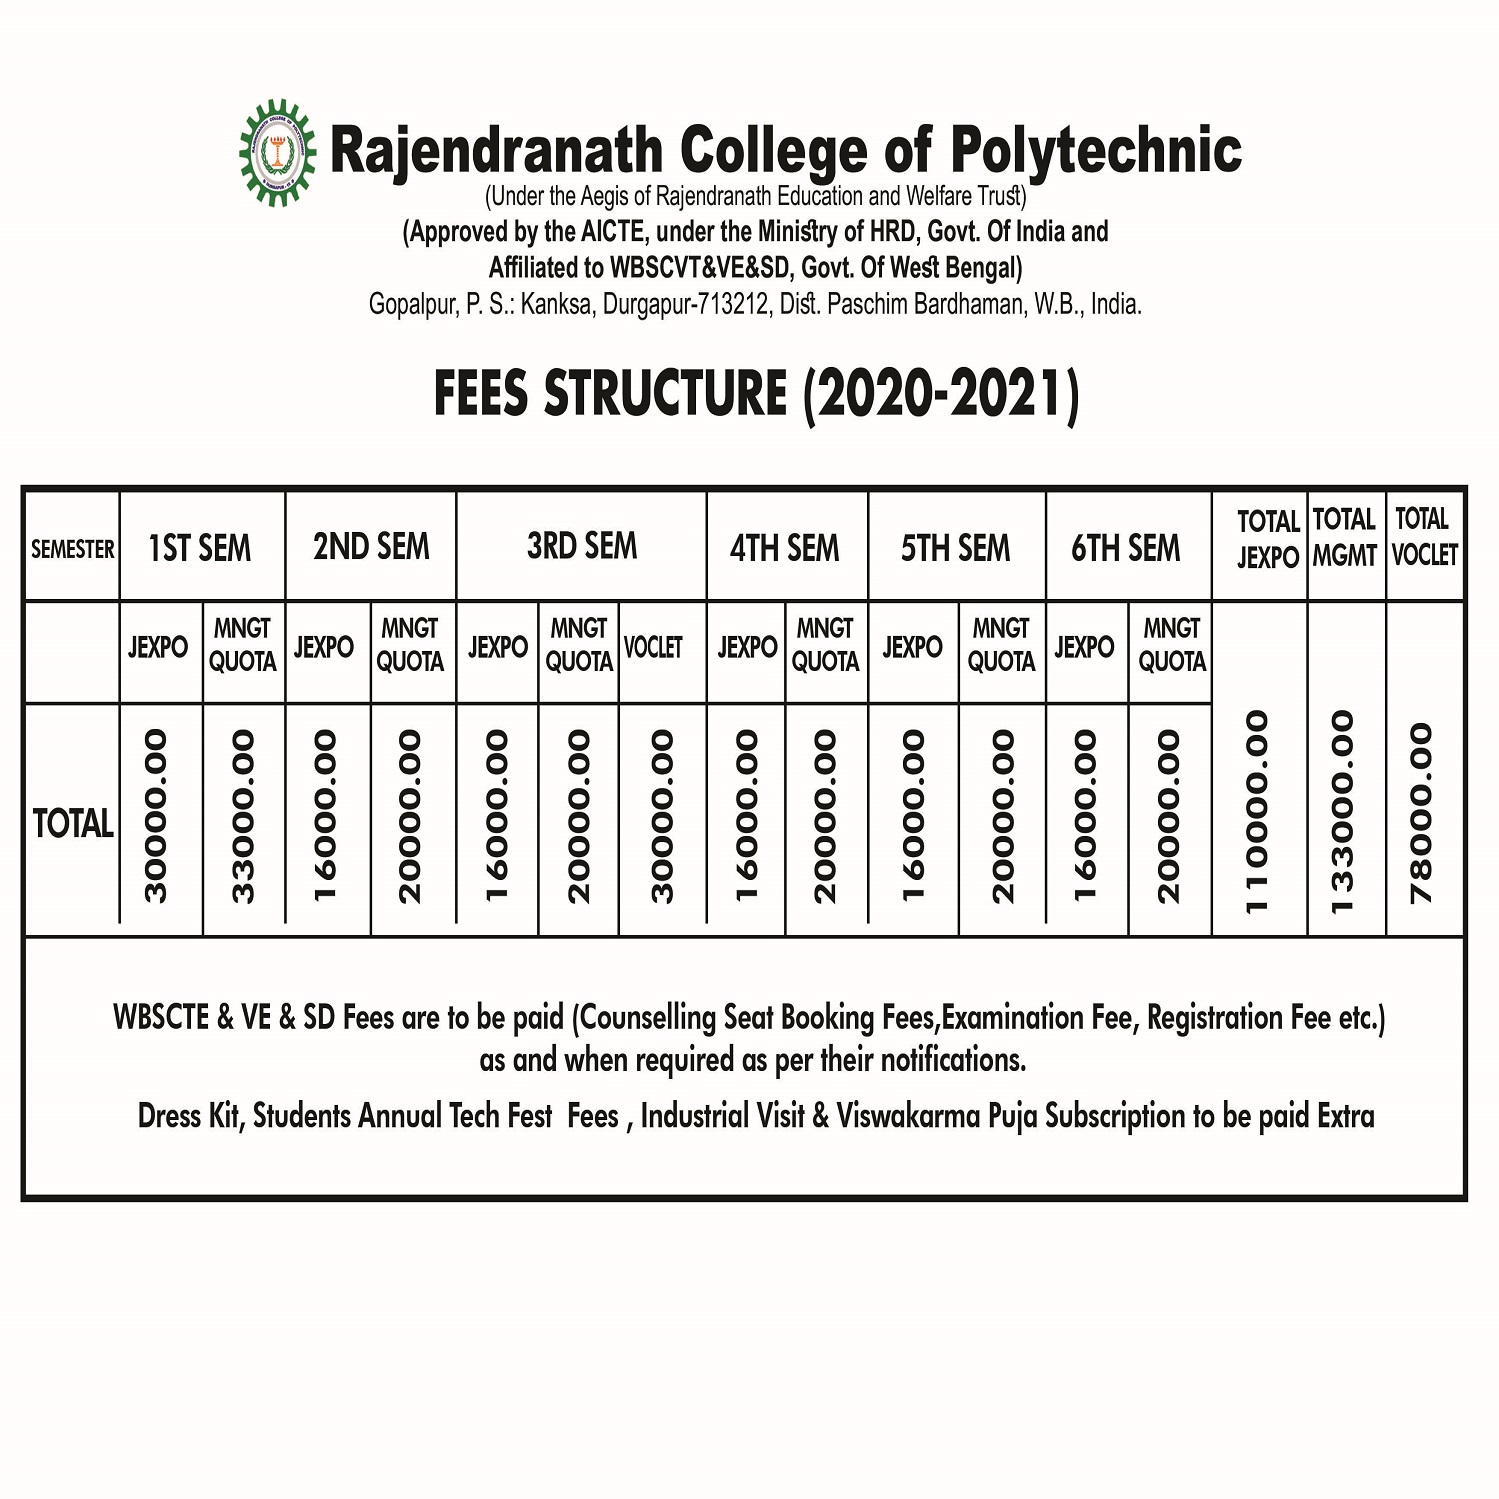 Rajendranath College of Polytechnic
(Under the Aegis of Rajendranath Education and Welfare Trust)
(Approved by the AICTE, under the Ministry of HRD, Govt. Of India and
Affiliated to WBSCVT&VE&SD, Govt. Of West Bengal)
Gopalpur, P. S.: Kanksa, Durgapur-713212, Dist. Paschim Bardhaman, W.B., India.
FEES STRUCTURE (2020-2021)
SEMESTER 1ST SEM 2ND SEM 3RD SEM 4TH SEM 5TH SEM 6TH SEM TOTAL JEXPO TOTAL MGMT TOTAL VOCLET
JEXPO MNGT QUOTA JEXPO MNGT QUOTA JEXPO MNGT QUOTA VOCLET JEXPO MNGT QUOTA JEXPO MNGT QUOTA JEXPO MNGT QUOTA
TOTAL 30000.00 33000.00 16000.00 20000.00 16000.00 20000.00 30000.00 16000.00 20000.00 16000.00 20000.00 16000.00 20000.00 110000.00 133000.00 78000.00
WBSCTE & VE & SD Fees are to be paid (Counselling Seat Booking Fees,Examination Fee, Registration Fee etc.)
as and when required as per their notifications.
Dress Kit, Students Annual Tech Fest Fees , Industrial Visit & Viswakarma Puja Subscription to be paid Extra